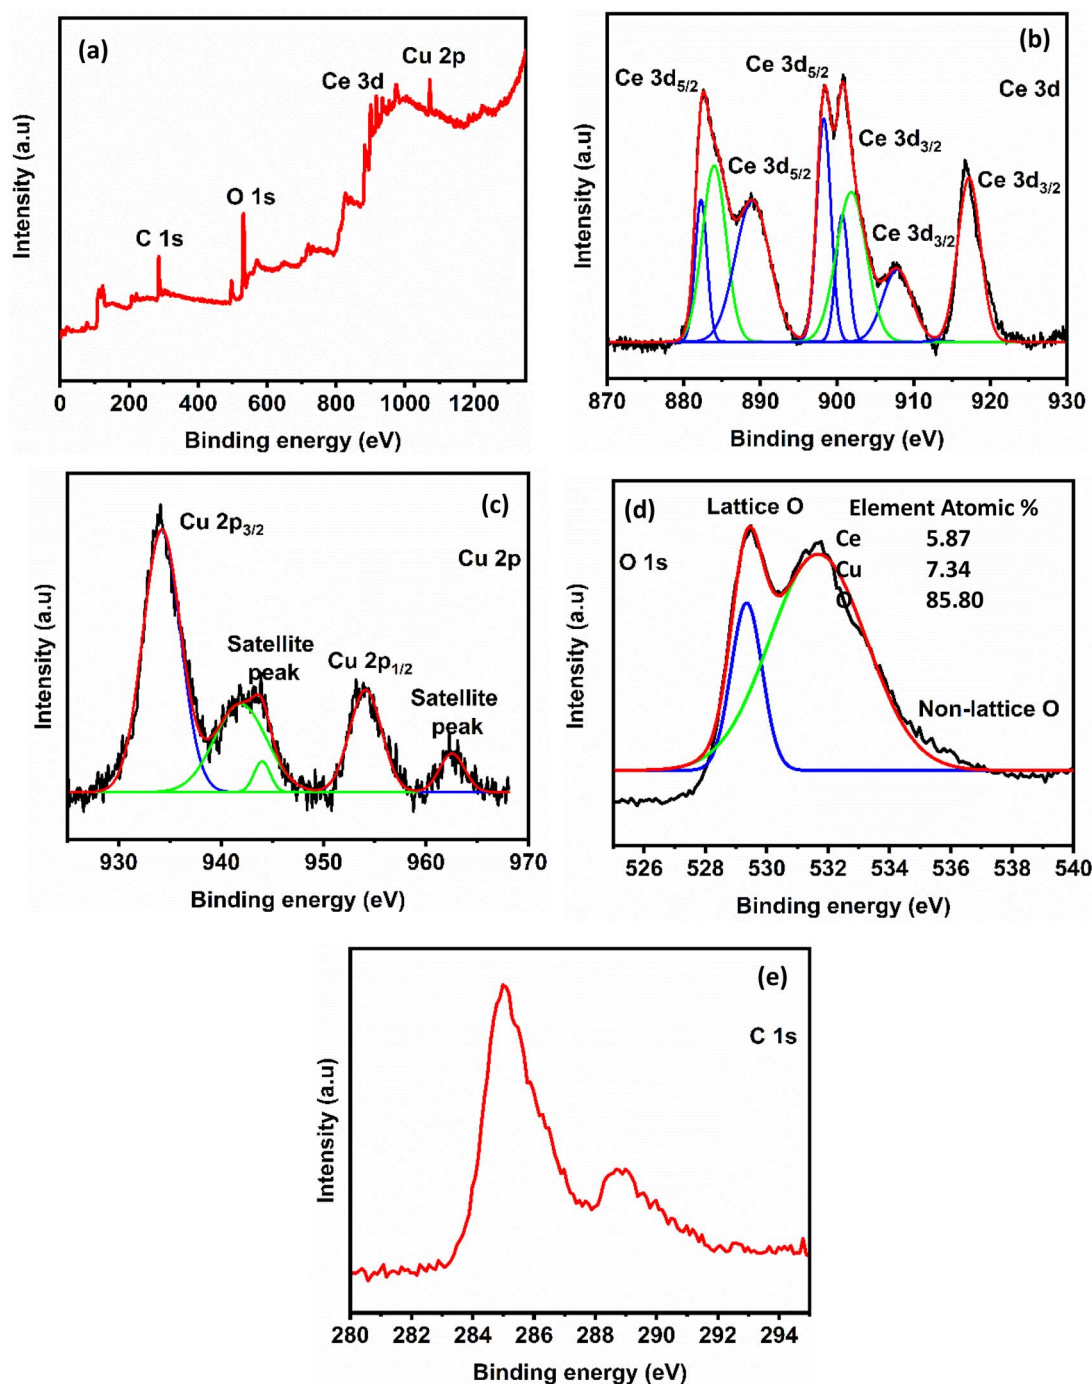 (a)
Cu 2p
Ce 3d
O 1s
C 1s
Intensity (a.u)
0 200 400 600 800 1000 1200
Binding energy (eV)
(b)
Ce 3d
Ce 3d5/2
Ce 3d5/2
Ce 3d5/2
Ce 3d3/2
Ce 3d3/2
Ce 3d3/2
Intensity (a.u)
870 880 890 900 910 920 930
Binding energy (eV)
(c)
Cu 2p3/2
Cu 2p
Satellite
peak
Cu 2p1/2
Satellite
peak
Intensity (a.u)
930 940 950 960 970
Binding energy (eV)
(d)
Lattice O
Element Atomic %
O 1s
Ce 5.87
Cu 7.34
O 85.80
Non-lattice O
Intensity (a.u)
526 528 530 532 534 536 538 540
Binding energy (eV)
(e)
C 1s
Intensity (a.u)
280 282 284 286 288 290 292 294
Binding energy (eV)